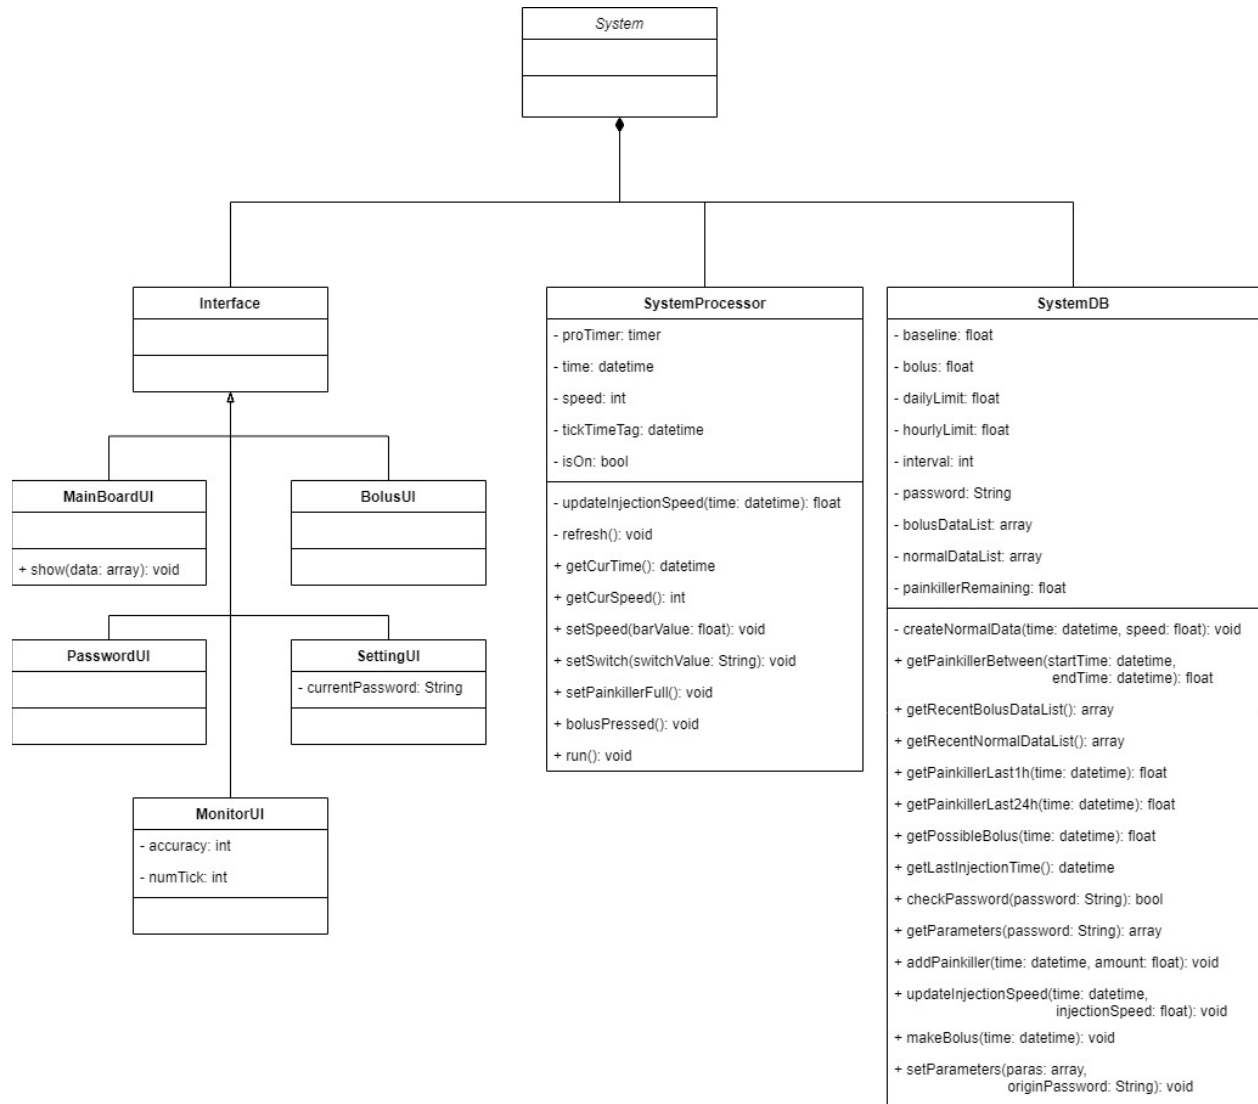 System
Interface
MainBoardUI
+ show(data: array): void
BolusUI
PasswordUI
SettingUI
- currentPassword: String
MonitorUI
- accuracy: int
- numTick: int
SystemProcessor
- proTimer: timer
- time: datetime
- speed: int
- tickTimeTag: datetime
- isOn: bool
- updateInjectionSpeed(time: datetime): float
- refresh(): void
+ getCurTime(): datetime
+ getCurSpeed(): int
+ setSpeed(barValue: float): void
+ setSwitch(switchValue: String): void
+ setPainkillerFull(): void
+ bolusPressed(): void
+ run(): void
SystemDB
- baseline: float
- bolus: float
- dailyLimit: float
- hourlyLimit: float
- interval: int
- password: String
- bolusDataList: array
- normalDataList: array
- painkillerRemaining: float
- createNormalData(time: datetime, speed: float): void
+ getPainkillerBetween(startTime: datetime,
endTime: datetime): float
+ getRecentBolusDataList(): array
+ getRecentNormalDataList(): array
+ getPainkillerLast1h(time: datetime): float
+ getPainkillerLast24h(time: datetime): float
+ getPossibleBolus(time: datetime): float
+ getLastInjectionTime(): datetime
+ checkPassword(password: String): bool
+ getParameters(password: String): array
+ addPainkiller(time: datetime, amount: float): void
+ updateInjectionSpeed(time: datetime,
injectionSpeed: float): void
+ makeBolus(time: datetime): void
+ setParameters(paras: array,
originPassword: String): void